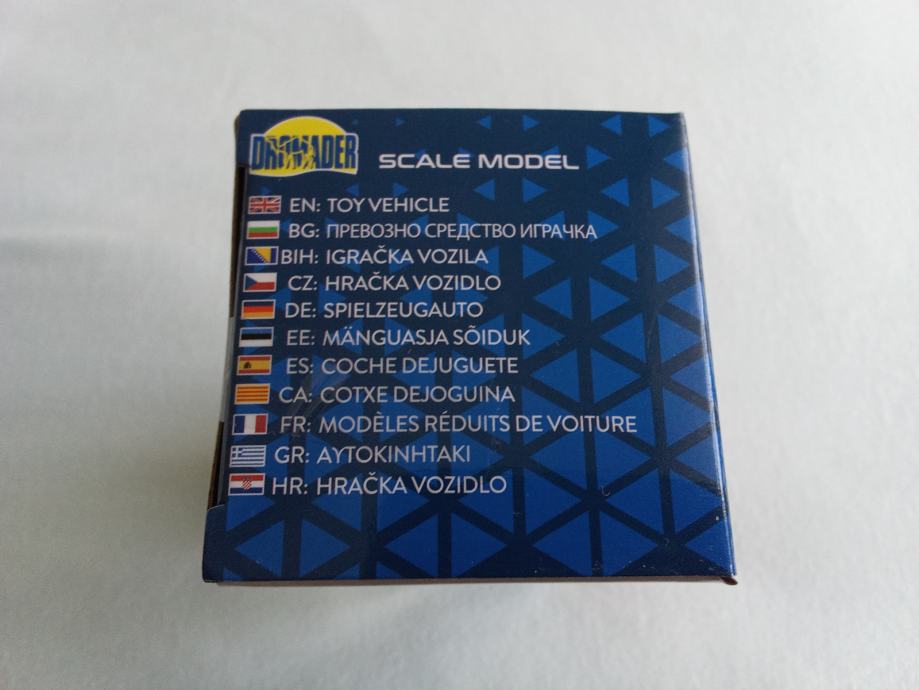 DROMADER
SCALE MODEL
EN: TOY VEHICLE
BG: ПРЕВОЗНО СРЕДСТВО ИГРАЧКА
BIH: IGRAČKA VOZILA
CZ: HRAČKA VOZIDLO
DE: SPIELZEUGAUTO
EE: MÄNGUASJA SÕIDUK
ES: COCHE DEJUGUETE
CA: COTXE DEJOGUINA
FR: MODÈLES RÉDUITS DE VOITURE
GR: ΑΥΤΟΚΙΝΗΤΑΚΙ
HR: HRAČKA VOZIDLO